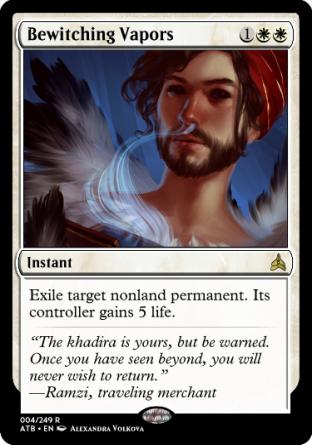 Bewitching Vapors 1
Instant
Exile target nonland permanent. Its
controller gains 5 life.
"The khadira is yours, but be warned.
Once you have seen beyond, you will
never wish to return."
—Ramzi, traveling merchant
004/249 R
ATB • EN Alexandra Volkova